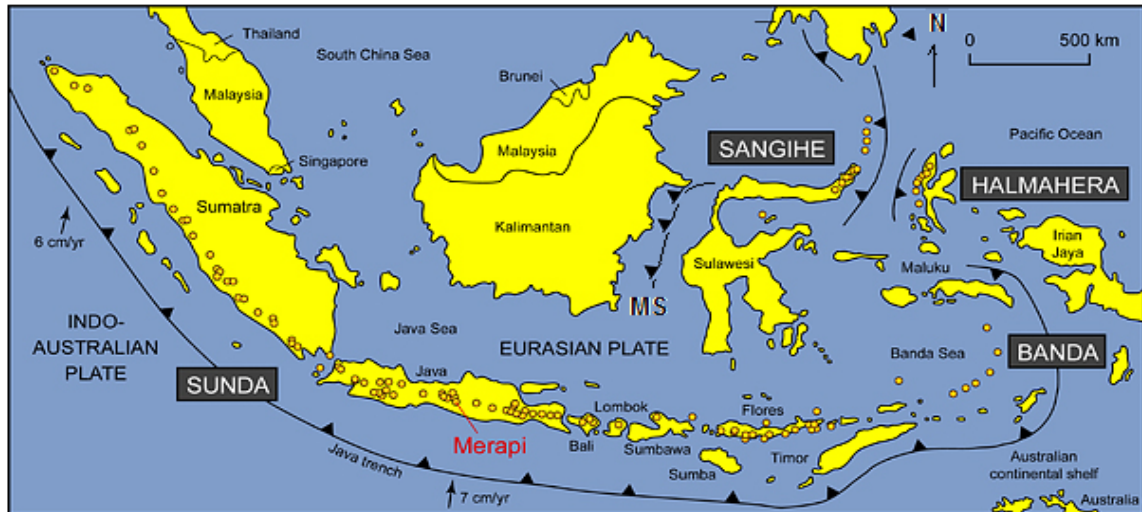 Thailand
South China Sea
N
0 500 km
Brunei
Malaysia
Pacific Ocean
Malaysia
SANGIHE
Singapore
HALMAHERA
Sumatra
Kalimantan
6 cm/yr
Irian
Jaya
Sulawesi
Maluku
MS
INDO-
AUSTRALIAN
PLATE
Java Sea
EURASIAN PLATE
Banda Sea
BANDA
SUNDA
Java
Lombok
Flores
Merapi
Bali
Sumbawa
Sumba
Timor
Java trench
7 cm/yr
Australian
continental shelf
Australia